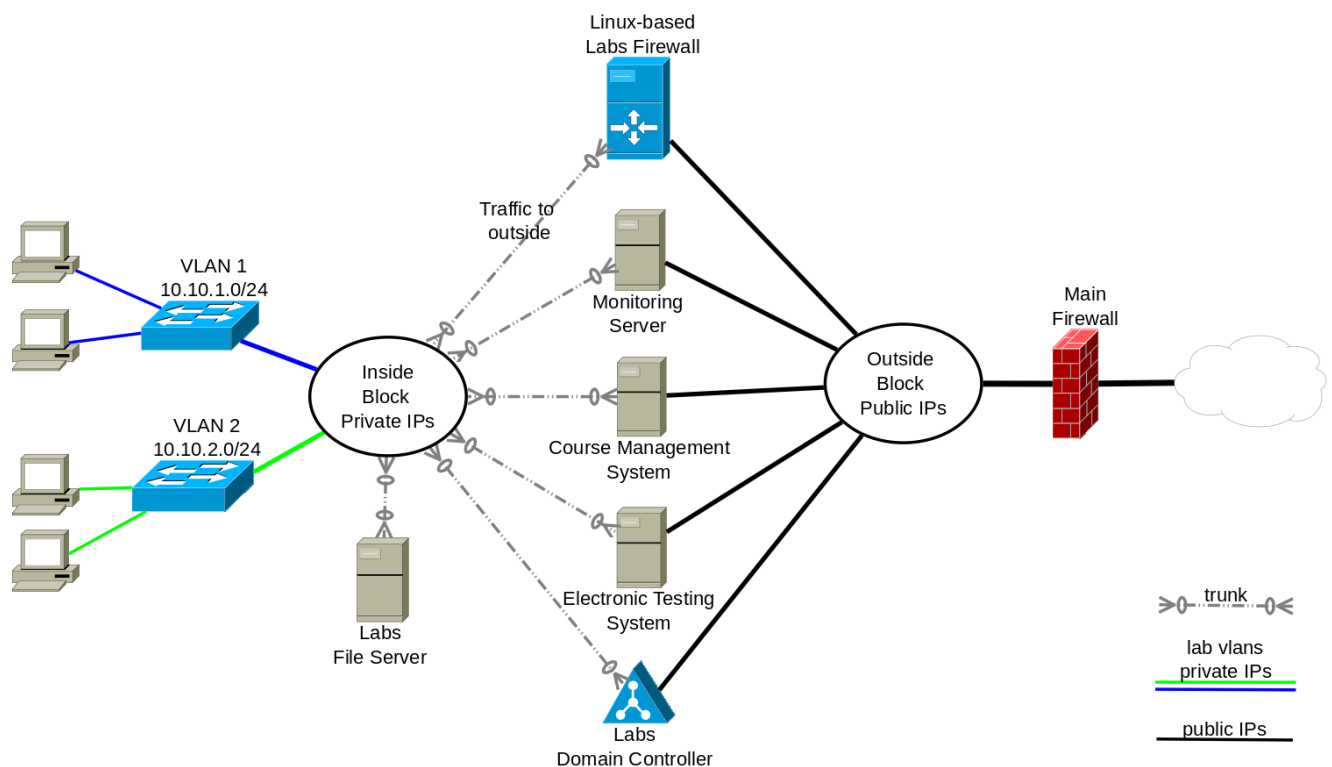 Linux-based
Labs Firewall
Traffic to
outside
VLAN 1
10.10.1.0/24
Monitoring
Server
Main
Firewall
Inside
Block
Private IPs
Outside
Block
Public IPs
VLAN 2
10.10.2.0/24
Course Management
System
Electronic Testing
System
Labs
File Server
Labs
Domain Controller
trunk
lab vlans
private IPs
public IPs